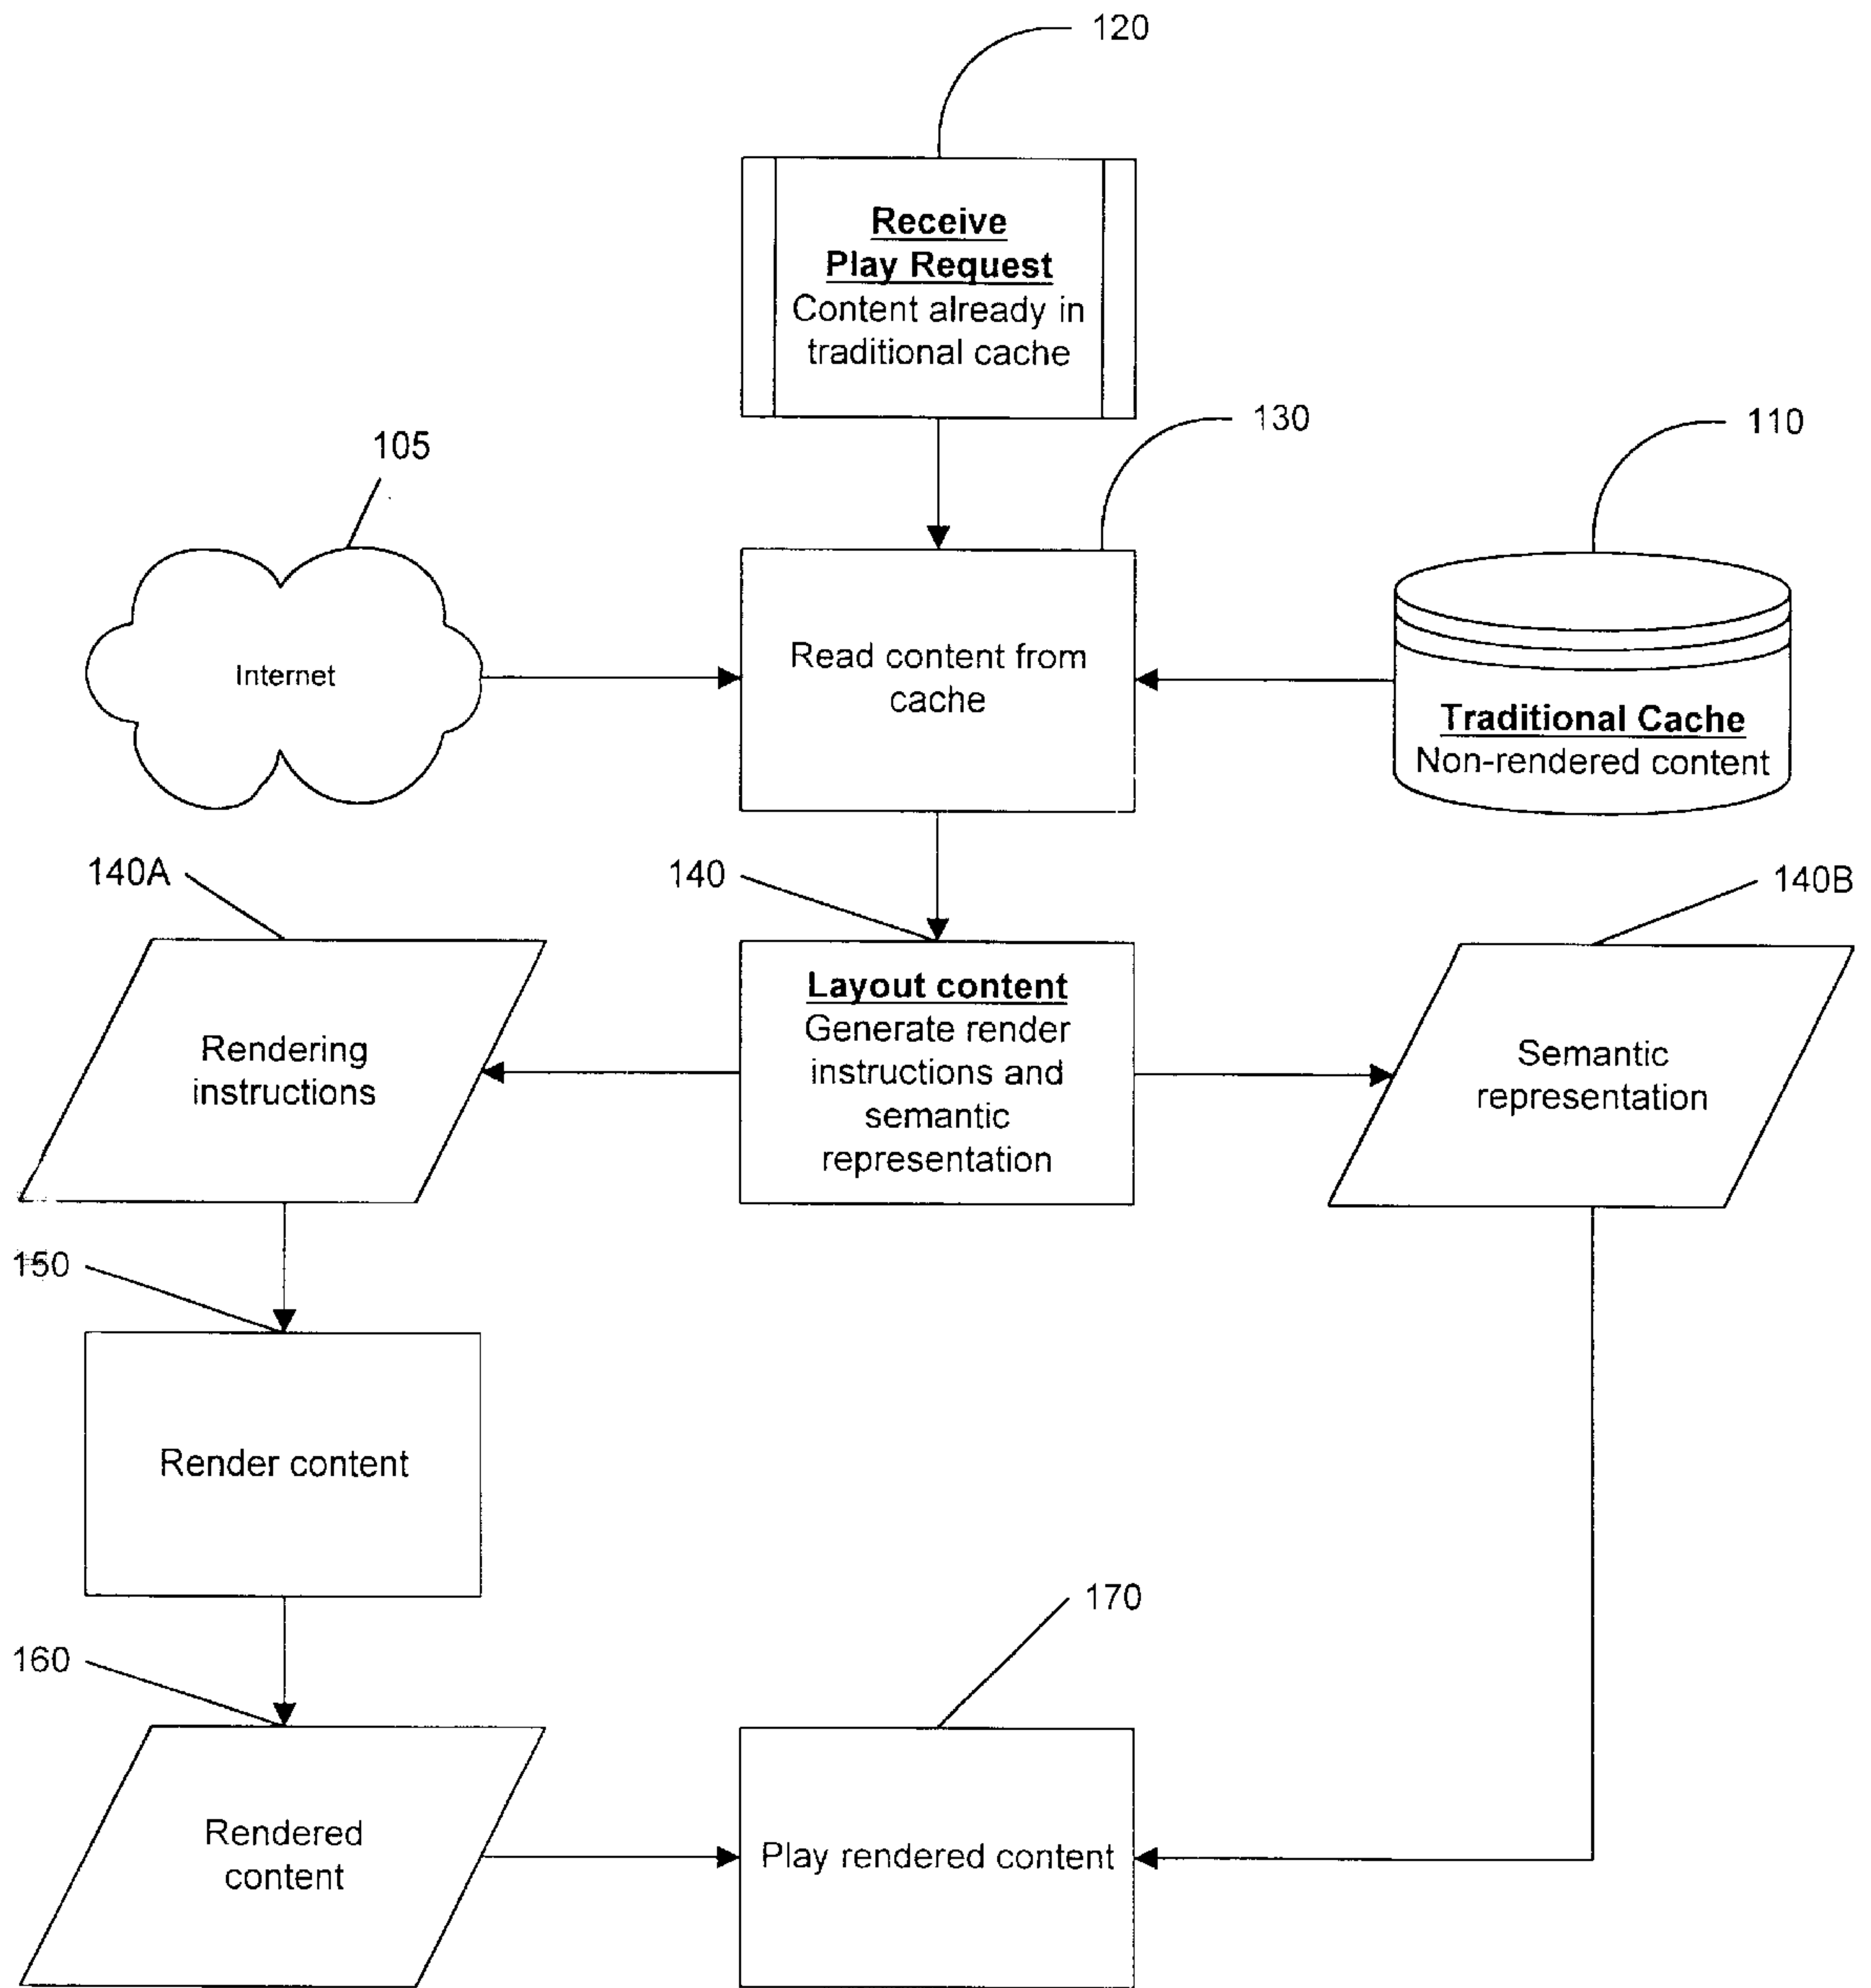 120
Receive
Play Request
Content already in
traditional cache
130
110
105
Internet
Read content from
cache
Traditional Cache
Non-rendered content
140A
140
140B
Rendering
instructions
Layout content
Generate render
instructions and
semantic
representation
Semantic
representation
150
Render content
160
170
Rendered
content
Play rendered content